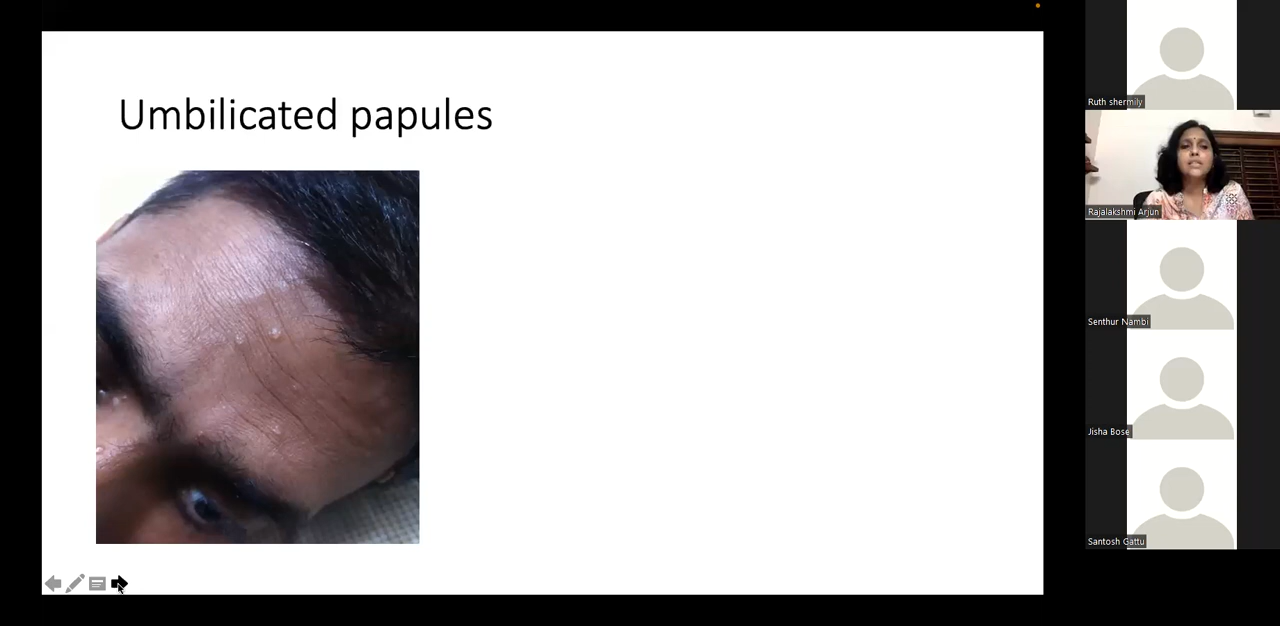 Umbilicated papules
Ruth shermily
Rajalakshmi Arjun
Senthur Nambi
Jisha Bose
Santosh Gattu